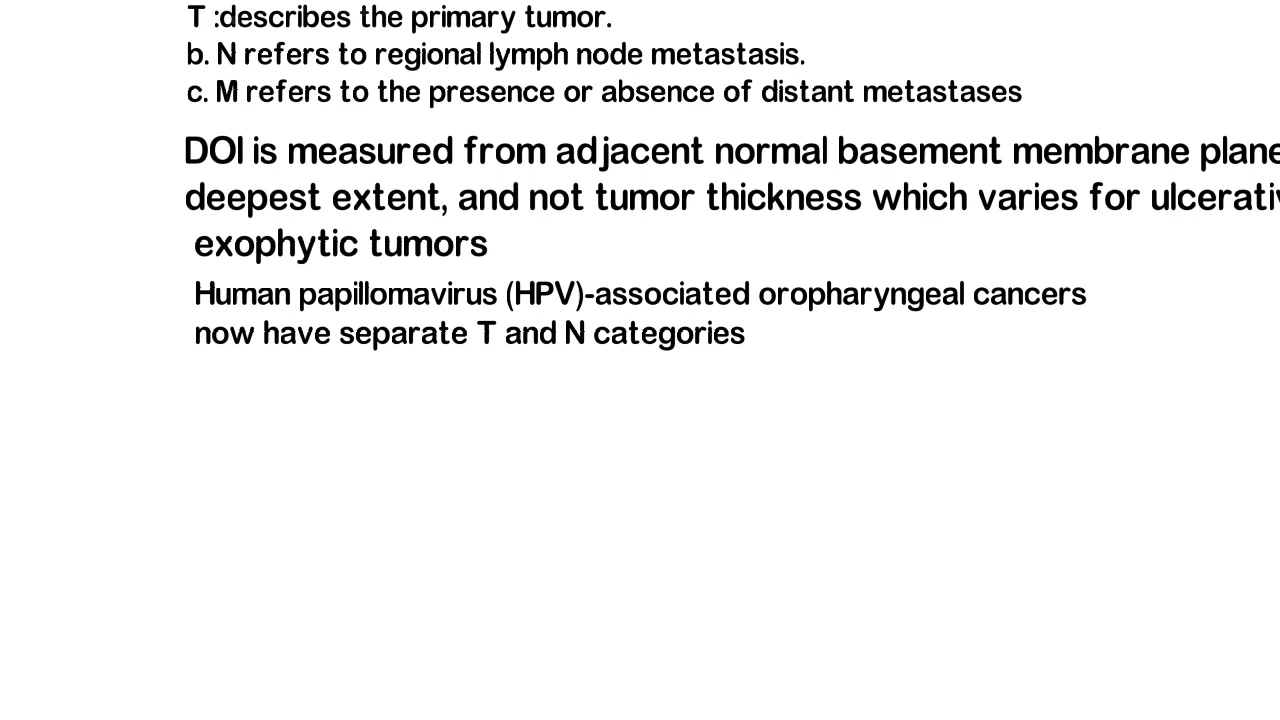 T :describes the primary tumor.
b. N refers to regional lymph node metastasis.
c. M refers to the presence or absence of distant metastases
DOI is measured from adjacent normal basement membrane plane
deepest extent, and not tumor thickness which varies for
exophytic tumors
Human papillomavirus (HPV)-associated oropharyngeal cancers
now have separate T and N categories